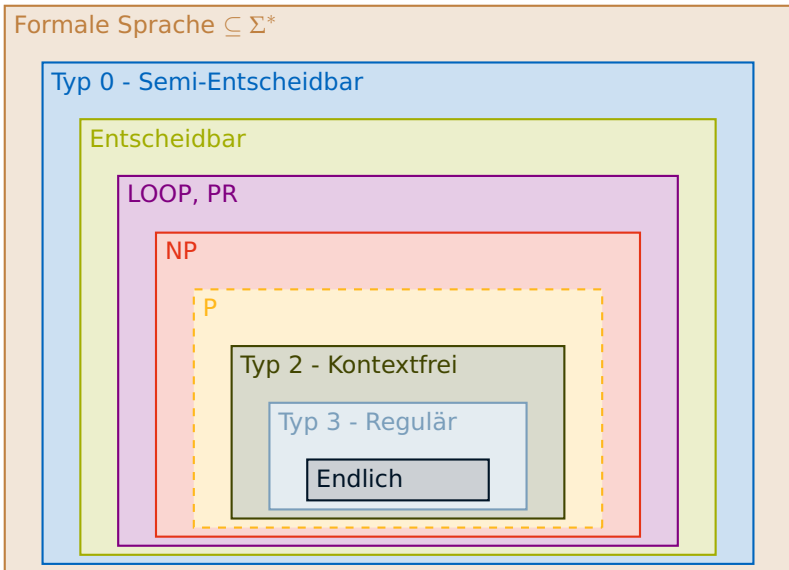 Formale Sprache ⊆ Σ*
Typ 0 - Semi-Entscheidbar
Entscheidbar
LOOP, PR
NP
P
Typ 2 - Kontextfrei
Typ 3 - Regulär
Endlich